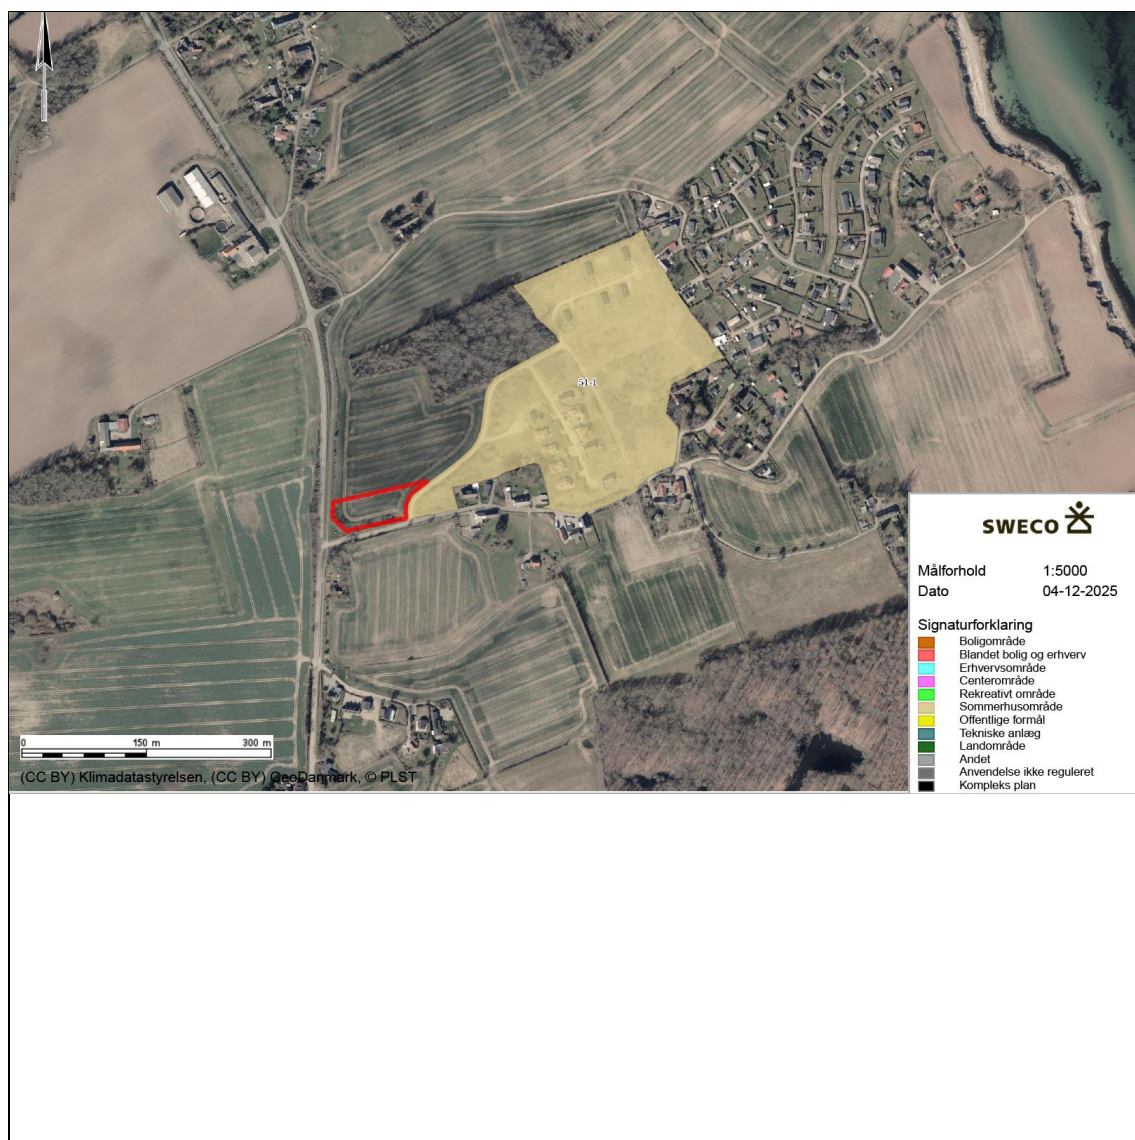 51-1
SWECO
Målforhold 1:5000
Dato 04-12-2025
Signaturforklaring
Boligområde
Blandet bolig og erhverv
Erhvervsområde
Centerområde
Rekreativt område
Sommerhusområde
Offentlige formål
Tekniske anlæg
Landområde
Andet
Anvendelse ikke reguleret
Kompleks plan
0 150 m 300 m
(CC BY) Klimadatastyrelsen, (CC BY) GeoDanmark, © PLST